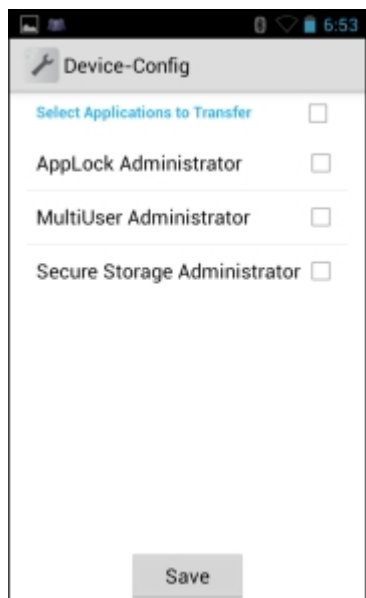 6:53
Device-Config
Select Applications to Transfer
AppLock Administrator
MultiUser Administrator
Secure Storage Administrator
Save